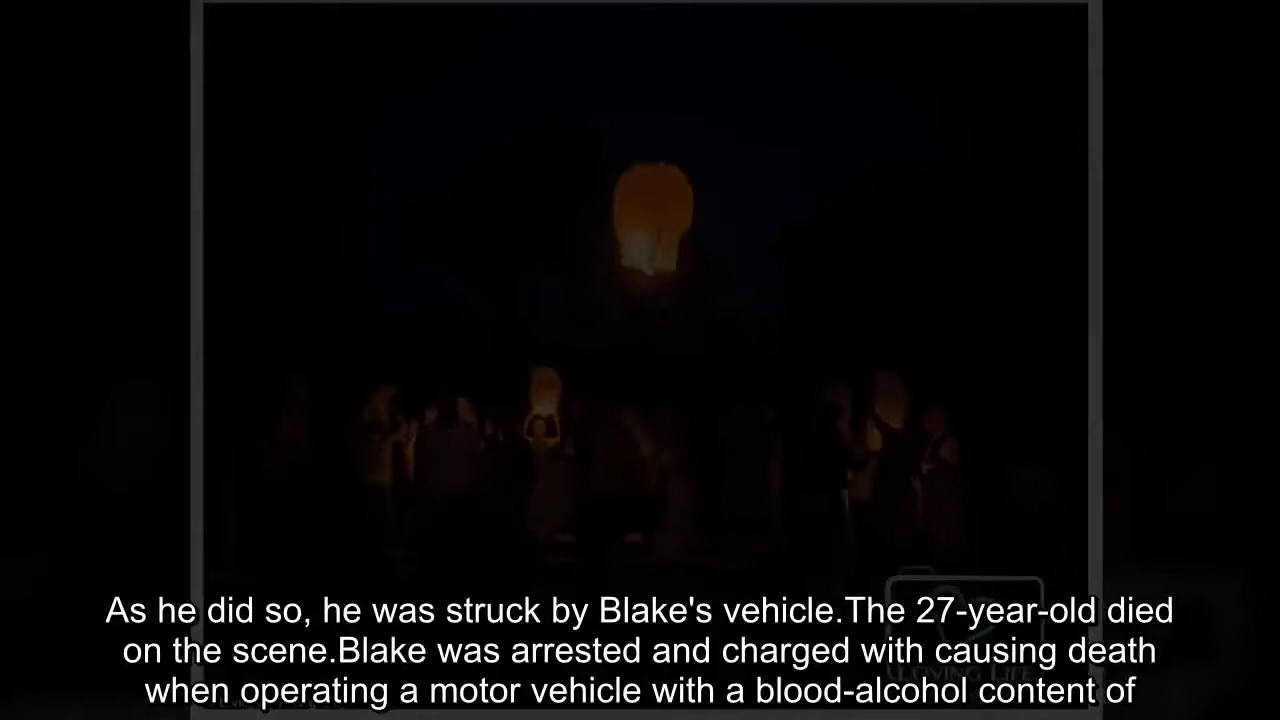 As he did so, he was struck by Blake's vehicle.The 27-year-old died
on the scene.Blake was arrested and charged with causing death
when operating a motor vehicle with a blood-alcohol content of